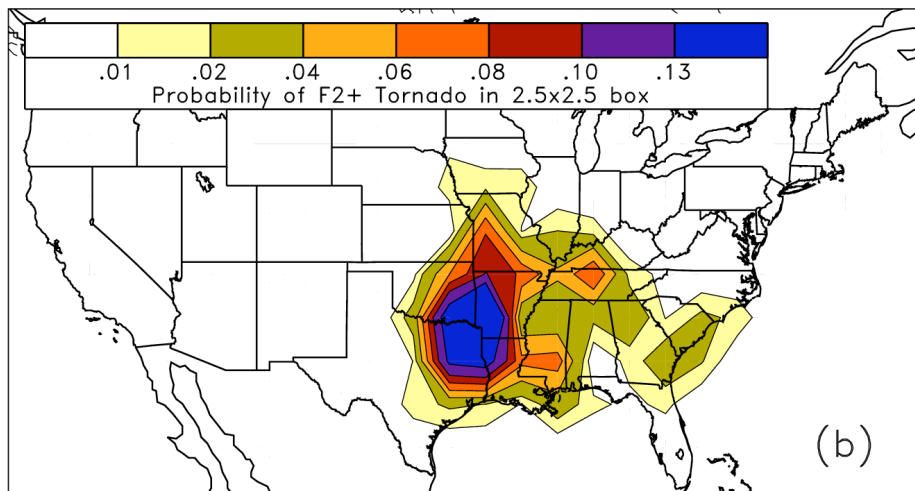 .01 .02 .04 .06 .08 .10 .13
Probability of F2+ Tornado in 2.5x2.5 box
(b)